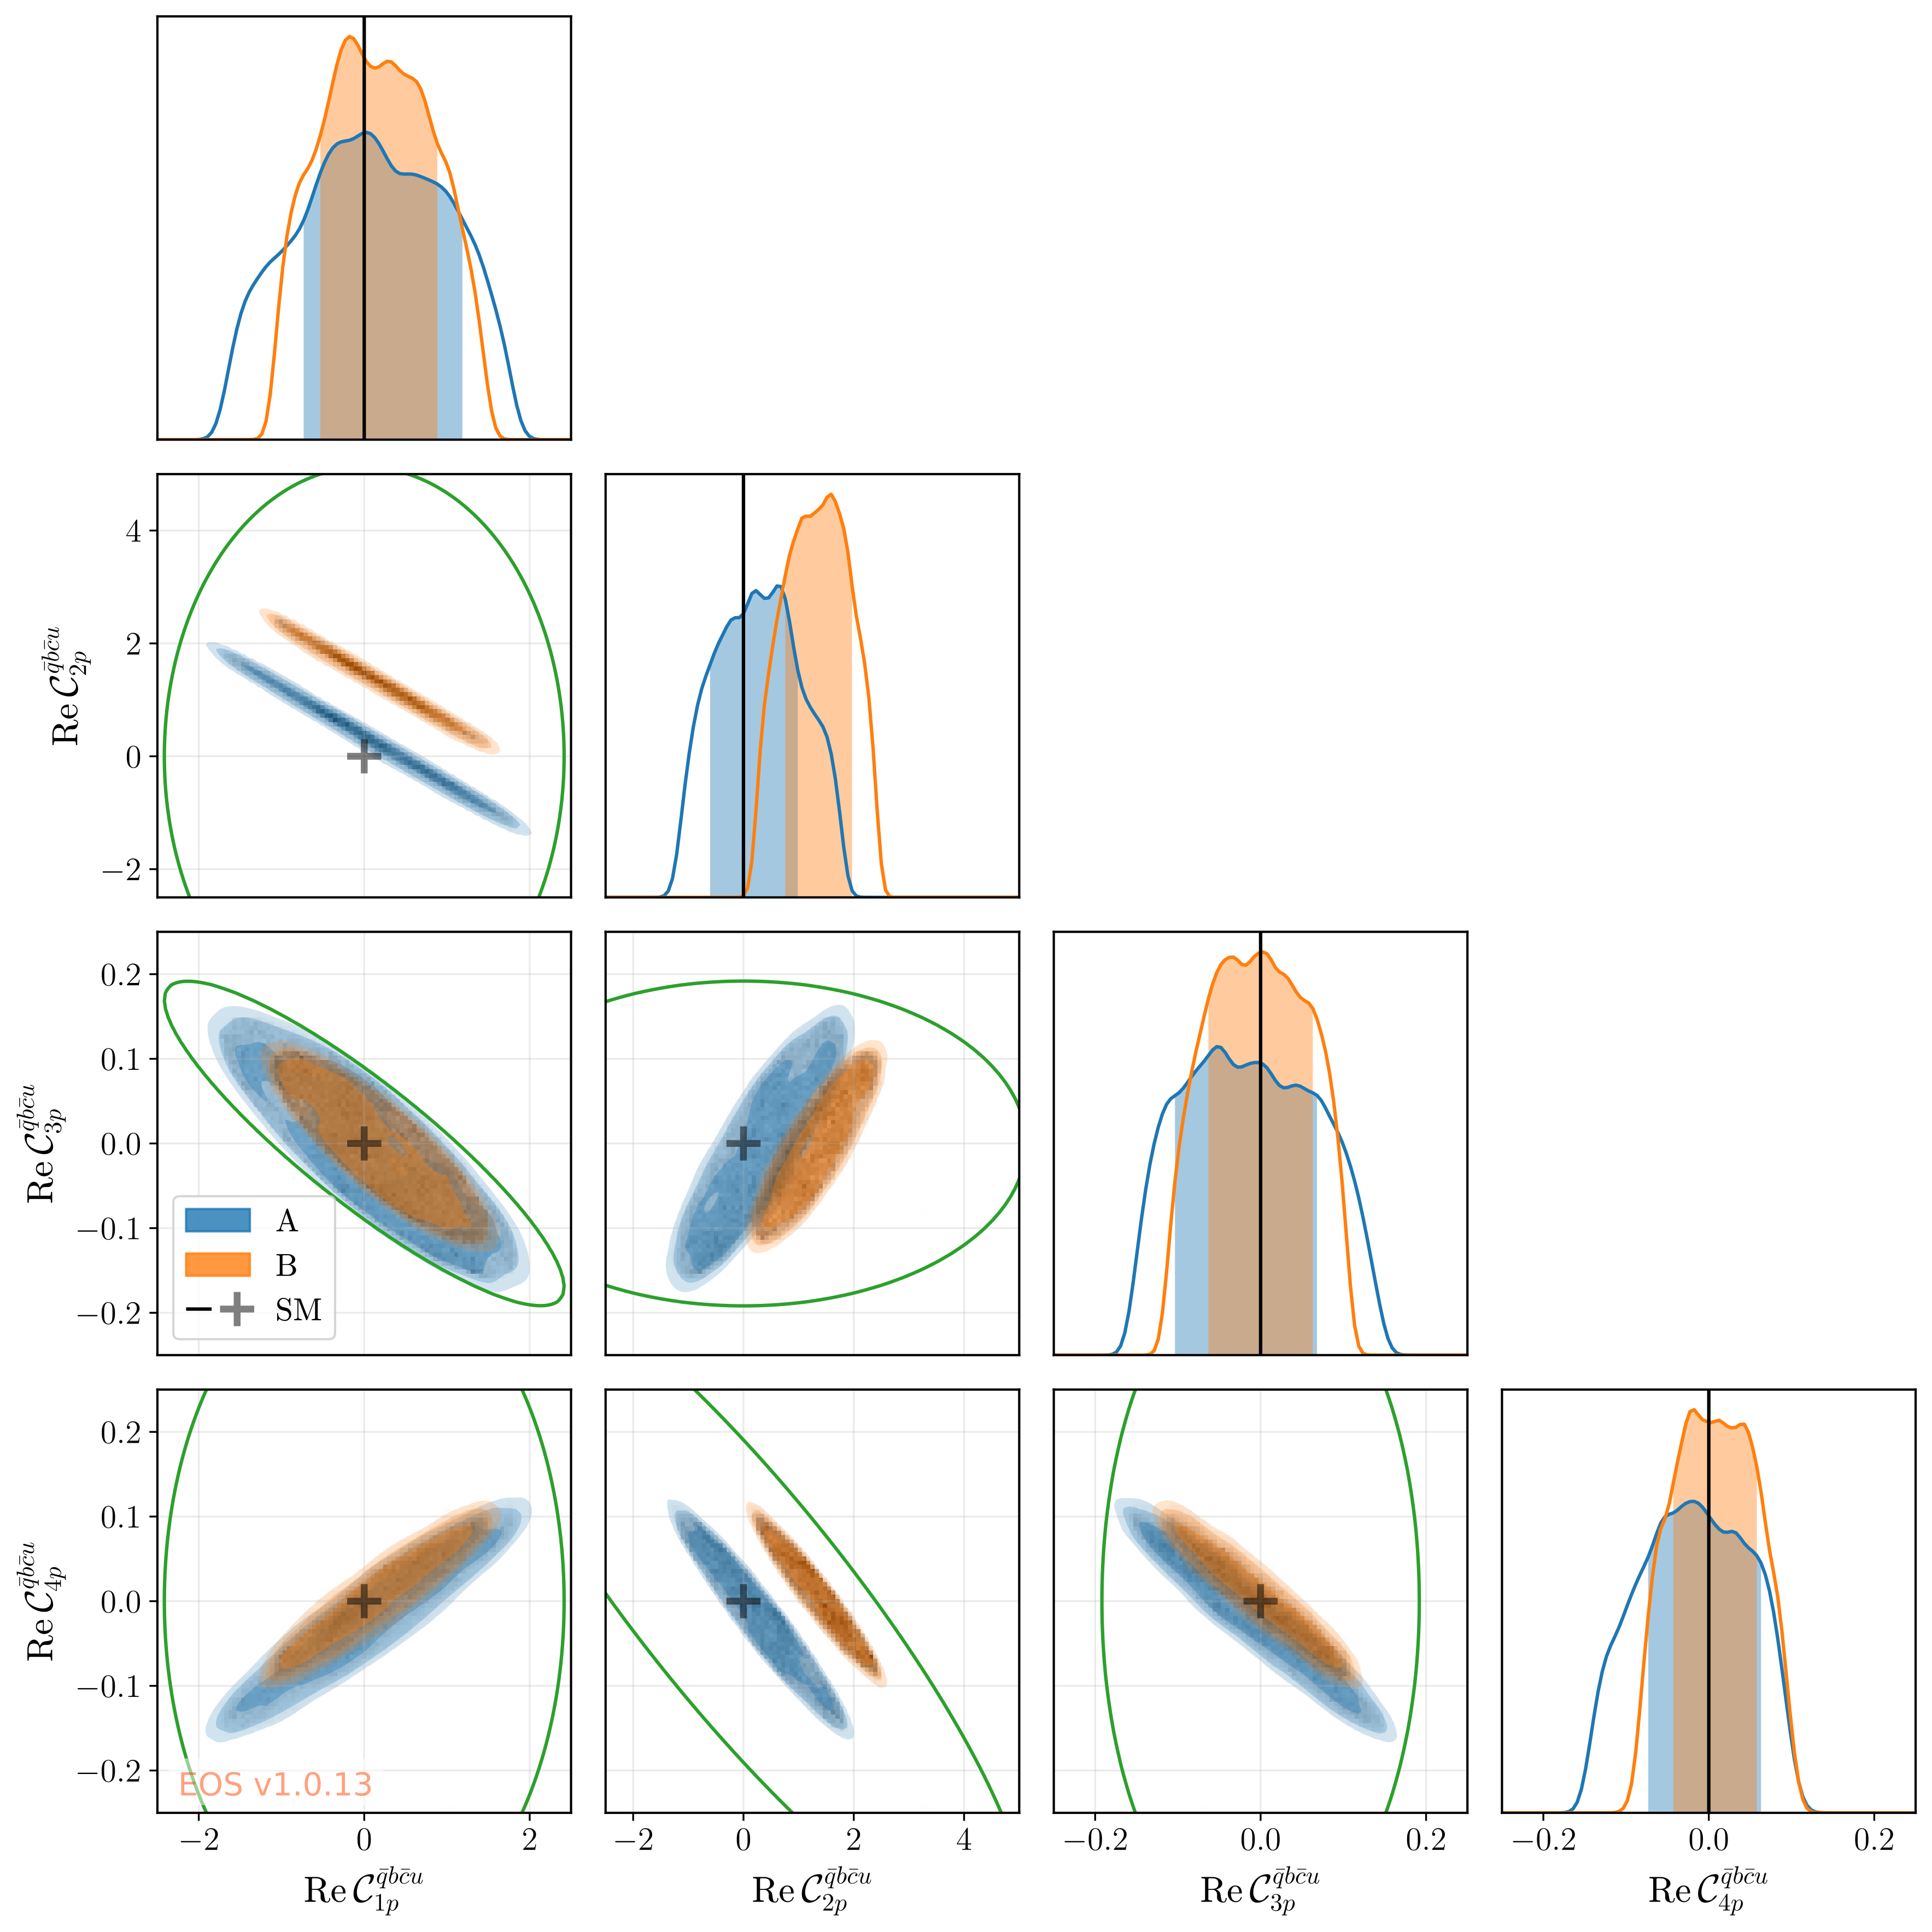 4
2
0
−2
Re 𝒞_{2p}^{q̄bc̄u}
0.2
0.1
0.0
−0.1
−0.2
Re 𝒞_{3p}^{q̄bc̄u}
A
B
SM
0.2
0.1
0.0
−0.1
−0.2
Re 𝒞_{4p}^{q̄bc̄u}
EOS v1.0.13
−2 0 2
−2 0 2 4
−0.2 0.0 0.2
−0.2 0.0 0.2
Re 𝒞_{1p}^{q̄bc̄u}
Re 𝒞_{2p}^{q̄bc̄u}
Re 𝒞_{3p}^{q̄bc̄u}
Re 𝒞_{4p}^{q̄bc̄u}